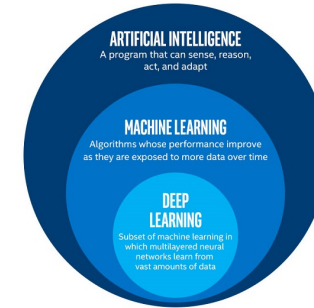 ARTIFICIAL INTELLIGENCE
A program that can sense, reason,
act, and adapt
MACHINE LEARNING
Algorithms whose performance improve
as they are exposed to more data over time
DEEP
LEARNING
Subset of machine learning in
which multilayered neural
networks learn from
vast amounts of data